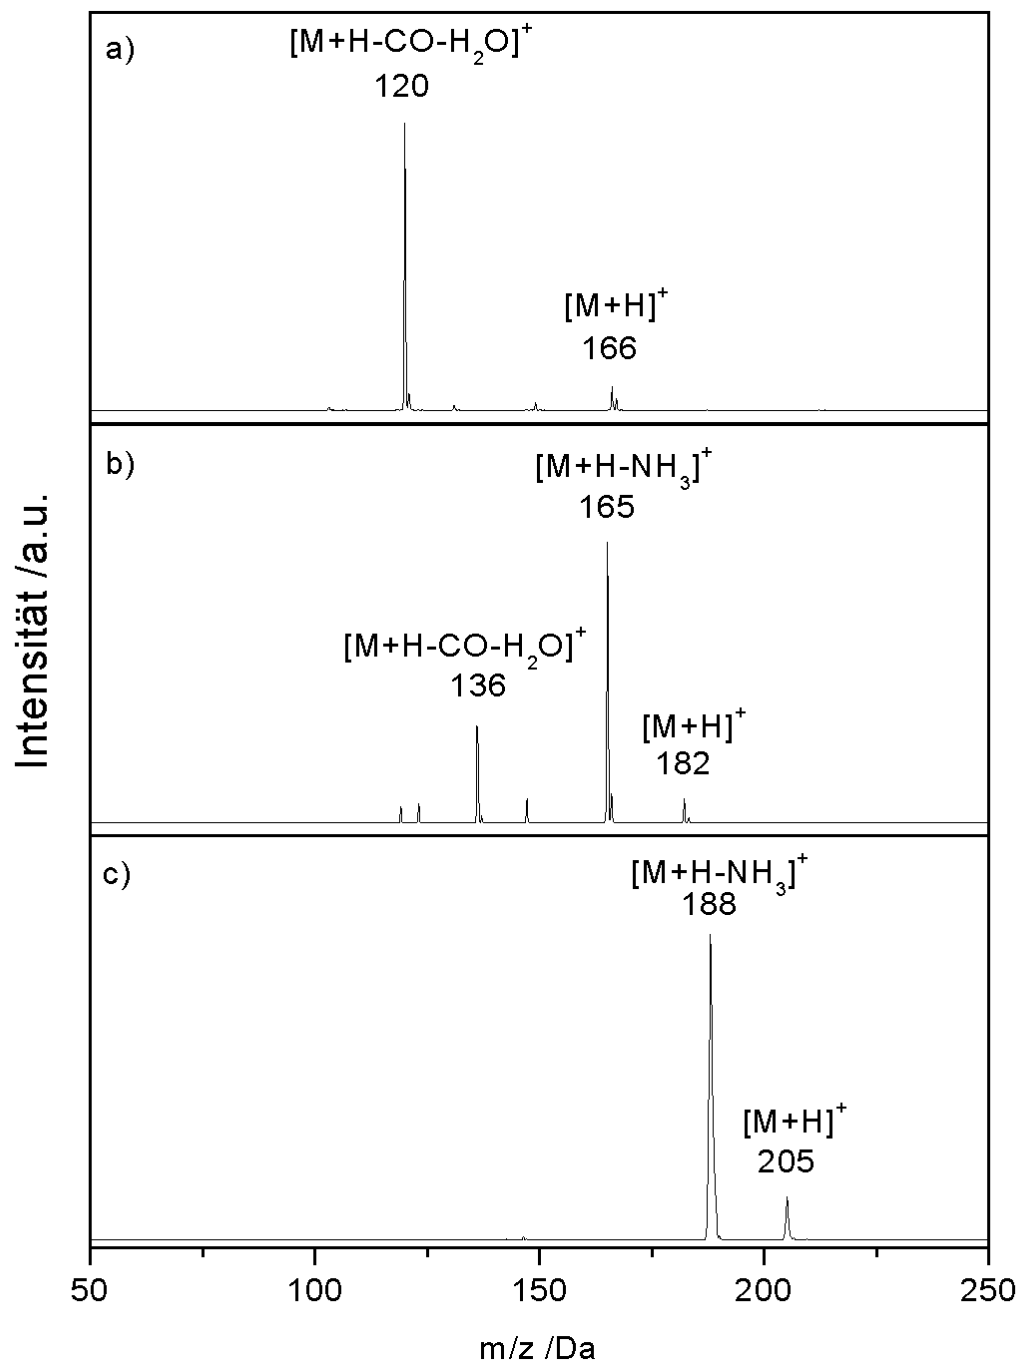 a)
[M+H-CO-H₂O]⁺
120
[M+H]⁺
166
b)
[M+H-NH₃]⁺
165
[M+H-CO-H₂O]⁺
136
[M+H]⁺
182
c)
[M+H-NH₃]⁺
188
[M+H]⁺
205
Intensität /a.u.
50 100 150 200 250
m/z /Da